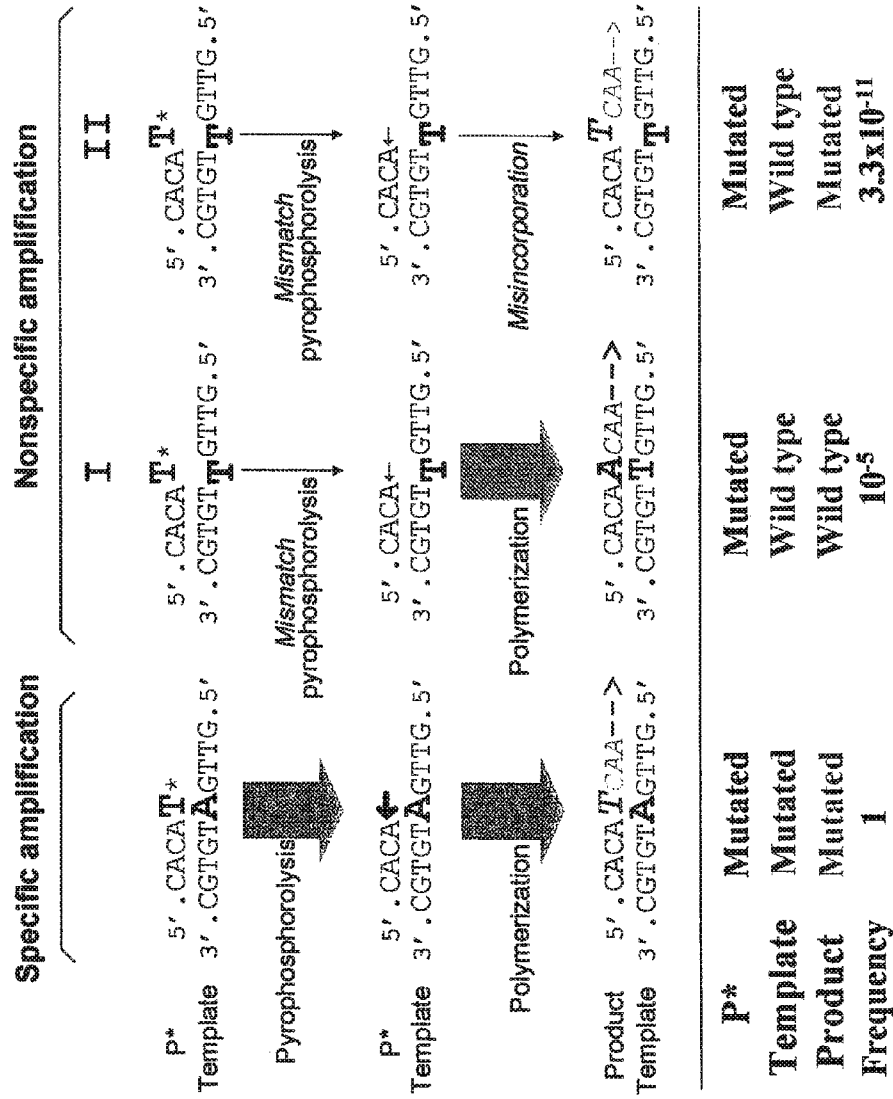 Specific amplification
Nonspecific amplification
I
II
P* 5'.CACAT* 5'.CACAT* 5'.CACAT*
Template 3'.CGTGTAGTTG.5' 3'.CGTGTTGTTG.5' 3'.CGTGTTGTTG.5'
Pyrophosphorolysis
Mismatch
pyrophosphorolysis
Mismatch
pyrophosphorolysis
P* 5'.CACA← 5'.CACA← 5'.CACA←
Template 3'.CGTGTAGTTG.5' 3'.CGTGTTGTTG.5' 3'.CGTGTTGTTG.5'
Polymerization
Polymerization
Misincorporation
Product 5'.CACATCAA--> 5'.CACAACAA--> 5'.CACATCAA--->
Template 3'.CGTGTAGTTG.5' 3'.CGTGTTGTTG.5' 3'.CGTGTTGTTG.5'
P* Mutated Mutated Mutated
Template Mutated Wild type Wild type
Product Mutated Wild type Mutated
Frequency 1 10⁻⁵ 3.3x10⁻¹¹